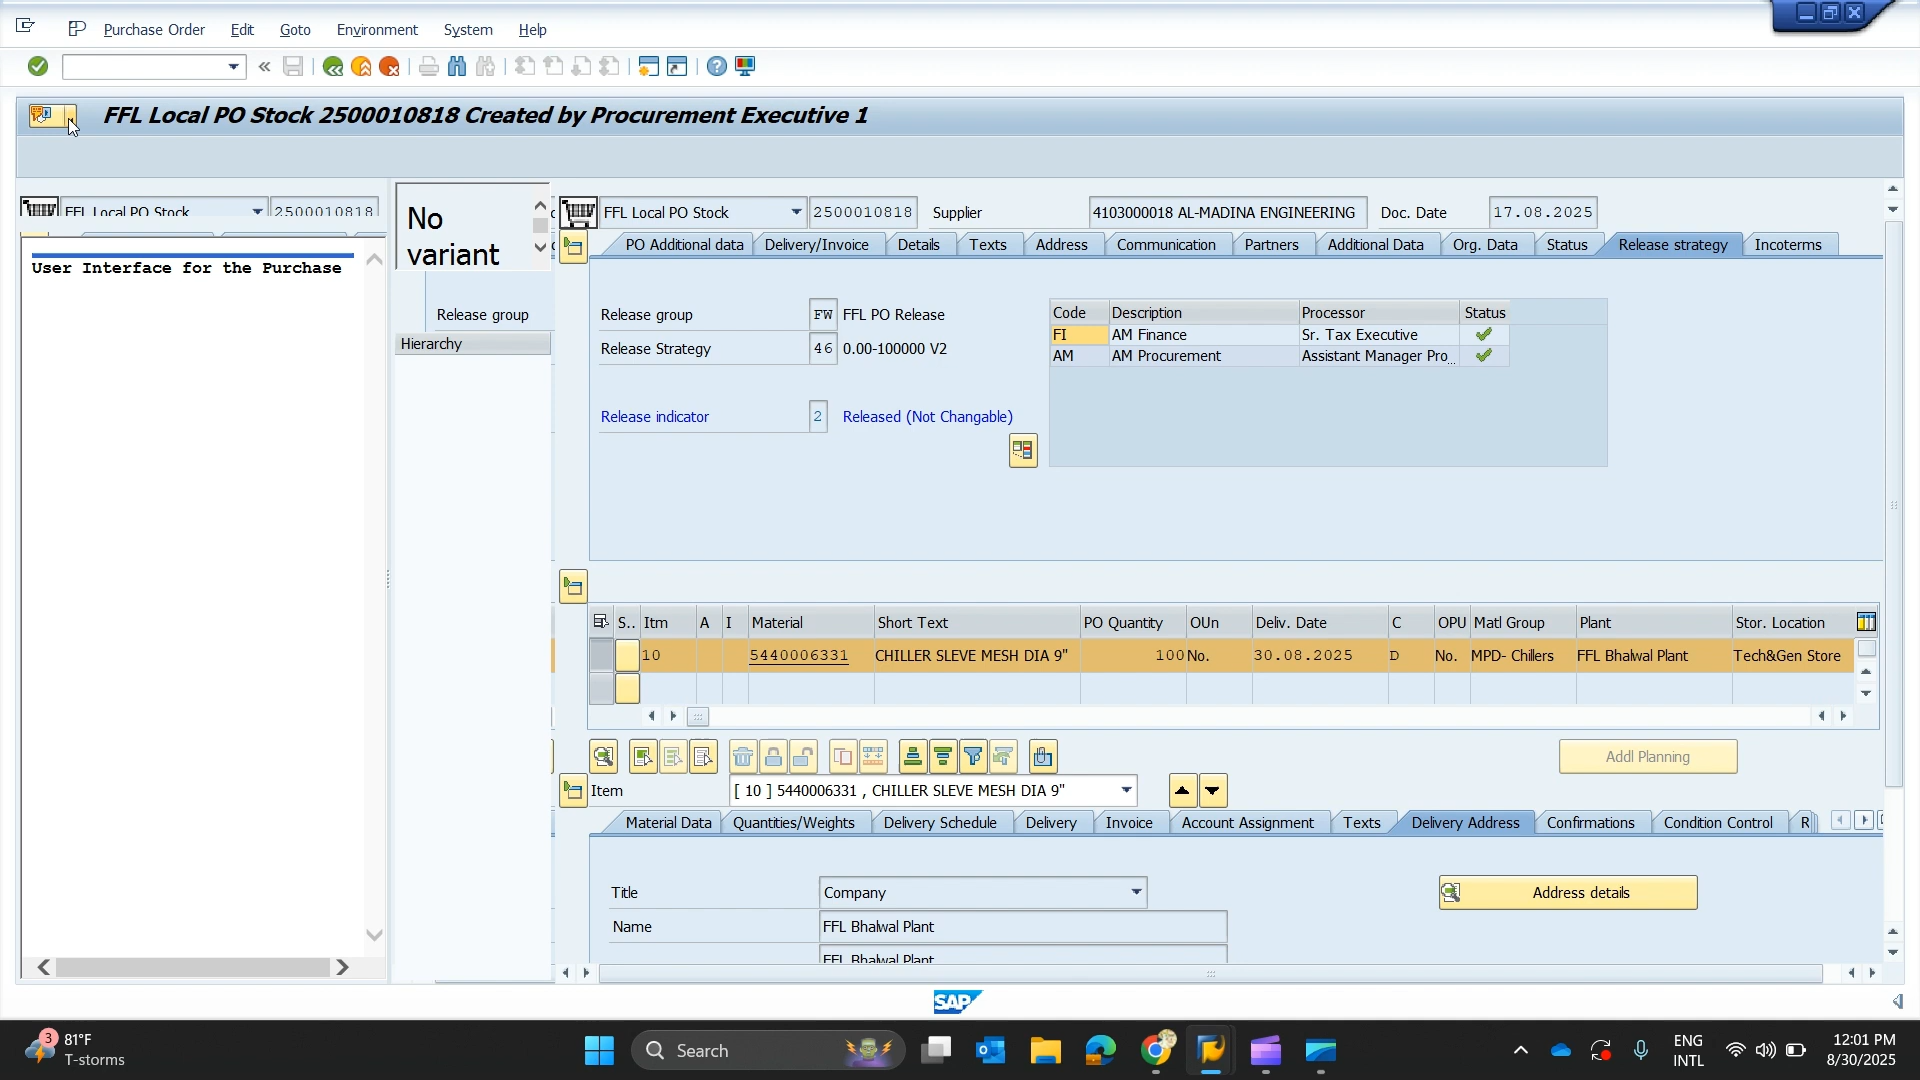 Purchase Order Edit Goto Environment System Help
FFL Local PO Stock 2500010818 Created by Procurement Executive 1
FFL Local PO Stock 2500010818
User Interface for the Purchase
No
variant
Release group
Hierarchy
FFL Local PO Stock 2500010818 Supplier 4103000018 AL-MADINA ENGINEERING Doc. Date 17.08.2025
PO Additional data Delivery/Invoice Details Texts Address Communication Partners Additional Data Org. Data Status Release strategy Incoterms
Release group FW FFL PO Release
Release Strategy 46 0.00-100000 V2
Release indicator 2 Released (Not Changable)
Code Description Processor Status
FI AM Finance Sr. Tax Executive
AM AM Procurement Assistant Manager Pro...
S.. Itm A I Material Short Text PO Quantity OUn Deliv. Date C OPU Matl Group Plant Stor. Location
10 5440006331 CHILLER SLEVE MESH DIA 9" 100 No. 30.08.2025 D No. MPD- Chillers FFL Bhalwal Plant Tech&Gen Store
Addl Planning
Item [ 10 ] 5440006331 , CHILLER SLEVE MESH DIA 9"
Material Data Quantities/Weights Delivery Schedule Delivery Invoice Account Assignment Texts Delivery Address Confirmations Condition Control R
Title Company Address details
Name FFL Bhalwal Plant
FFL Bhalwal Plant
SAP
3 81°F
T-storms
Search
ENG
INTL
12:01 PM
8/30/2025